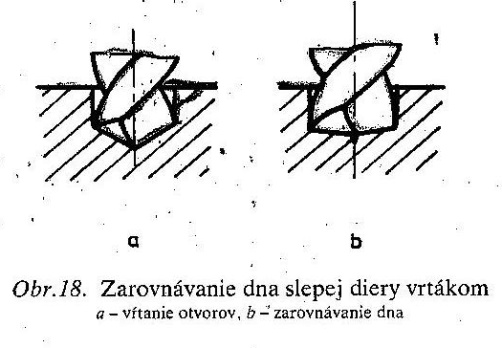 a b
Obr.18. Zarovnávanie dna slepej diery vrtákom
a – vŕtanie otvorov, b – zarovnávanie dna